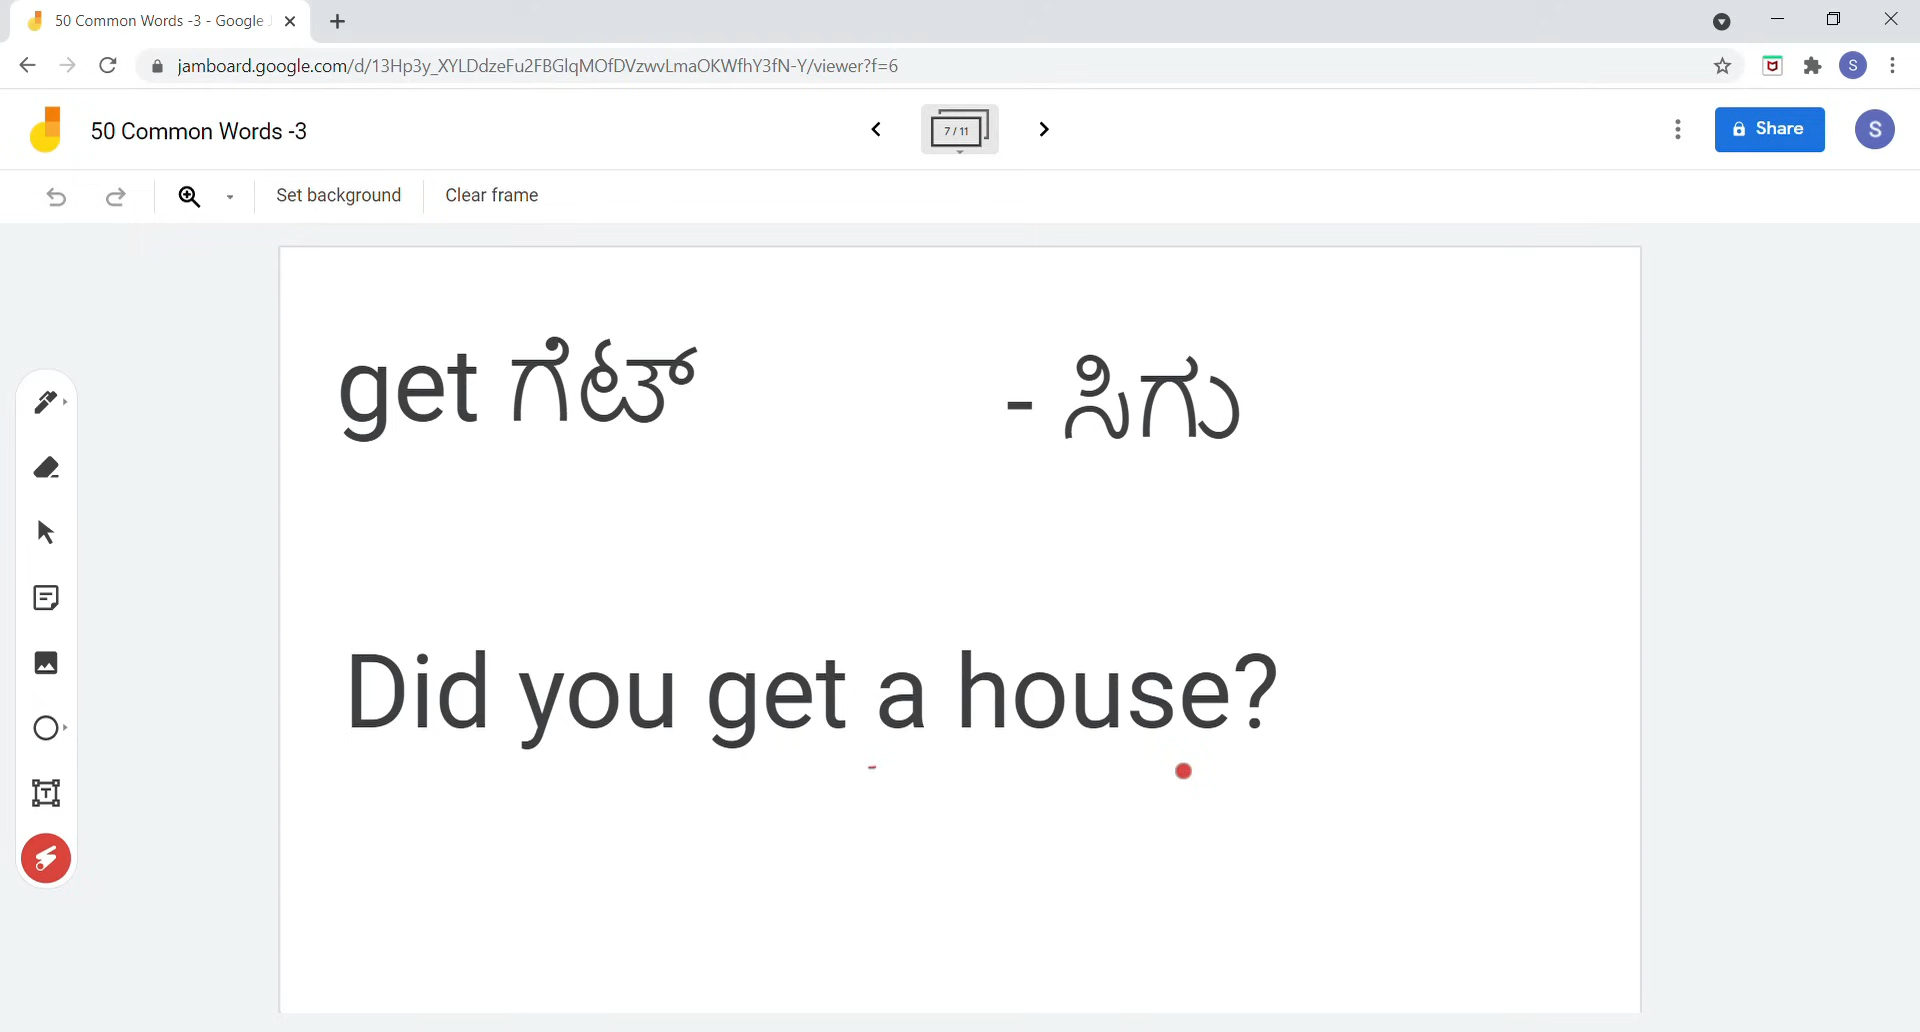 50 Common Words -3 - Google J
jamboard.google.com/d/13Hp3y_XYLDdzeFu2FBGlqMOfDVzwvLmaOKWfhY3fN-Y/viewer?f=6
S
50 Common Words -3
7 / 11
Share
S
Set background
Clear frame
get ಗೆಟ್ - ಸಿಗು
Did you get a house?